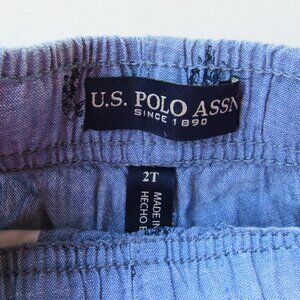 U.S. POLO ASSN
SINCE 1890
2T
MADE IN
HECHO E